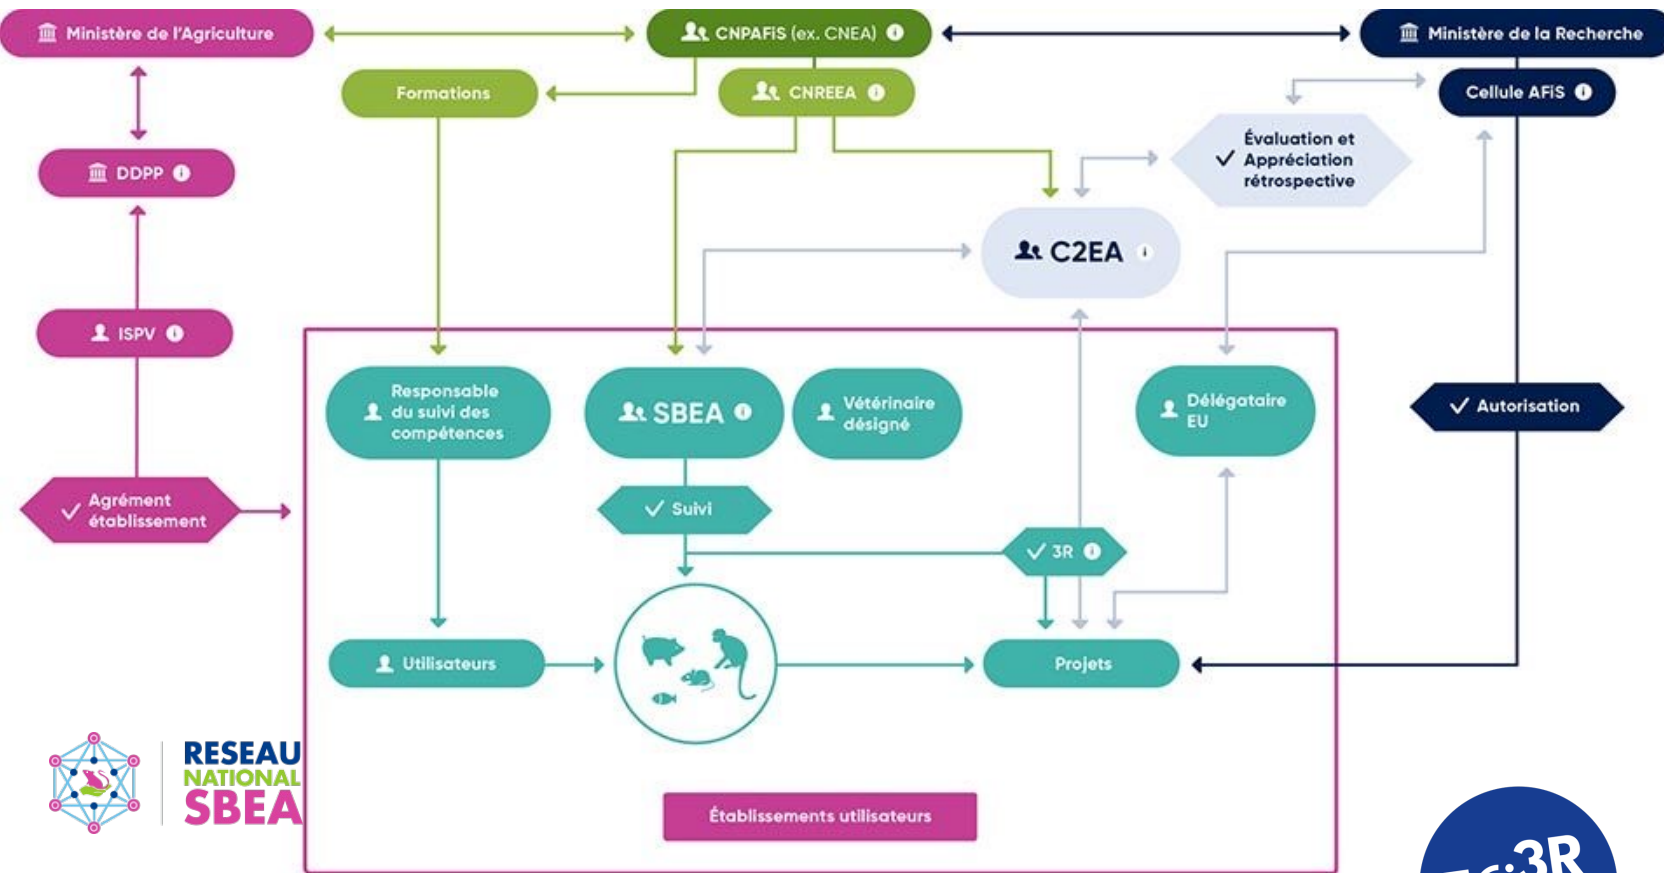 Ministère de l'Agriculture
CNPAFiS (ex. CNEA)
Ministère de la Recherche
Formations
CNREEA
Cellule AFiS
Évaluation et
Appréciation
rétrospective
DDPP
C2EA
ISPV
Responsable
du suivi des
compétences
SBEA
Vétérinaire
désigné
Délégataire
EU
Autorisation
Agrément
établissement
Suivi
3R
Utilisateurs
Projets
RESEAU
NATIONAL
SBEA
Établissements utilisateurs
3R